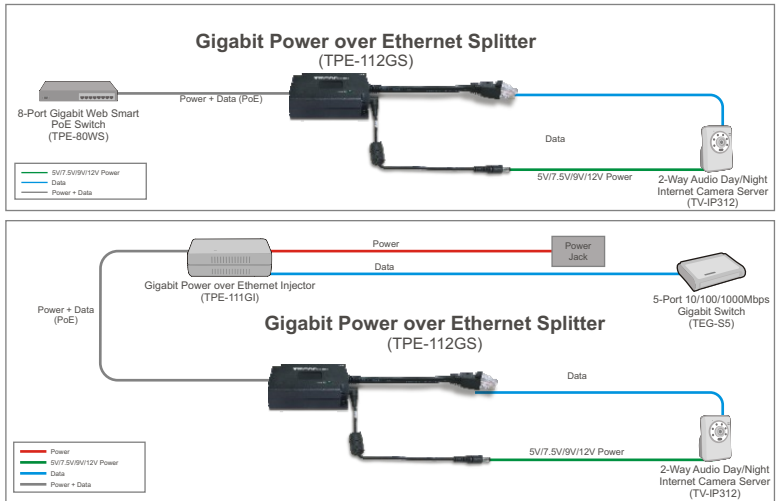 Gigabit Power over Ethernet Splitter
(TPE-112GS)
Power + Data (PoE)
8-Port Gigabit Web Smart
PoE Switch
(TPE-80WS)
Data
5V/7.5V/9V/12V Power
2-Way Audio Day/Night
Internet Camera Server
(TV-IP312)
5V/7.5V/9V/12V Power
Data
Power + Data
Power
Power
Jack
Data
Gigabit Power over Ethernet Injector
(TPE-111GI)
5-Port 10/100/1000Mbps
Gigabit Switch
(TEG-S5)
Power + Data
(PoE)
Gigabit Power over Ethernet Splitter
(TPE-112GS)
Data
5V/7.5V/9V/12V Power
2-Way Audio Day/Night
Internet Camera Server
(TV-IP312)
Power
5V/7.5V/9V/12V Power
Data
Power + Data